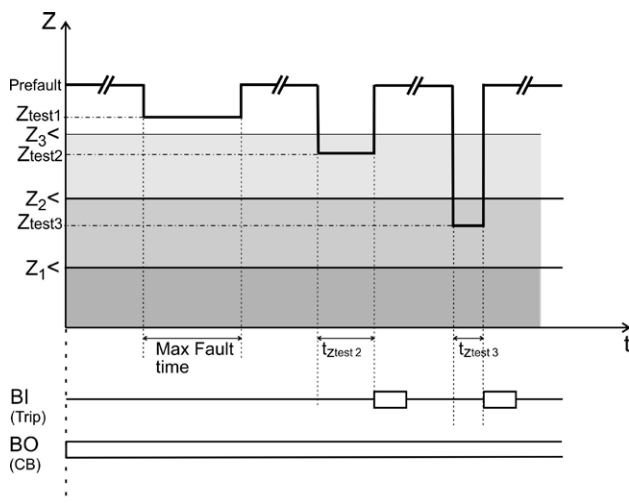 Z
Prefault
Ztest1
Z3<
Ztest2
Z2<
Ztest3
Z1<
t
Max Fault
time
tZtest 2
tZtest 3
BI
(Trip)
BO
(CB)